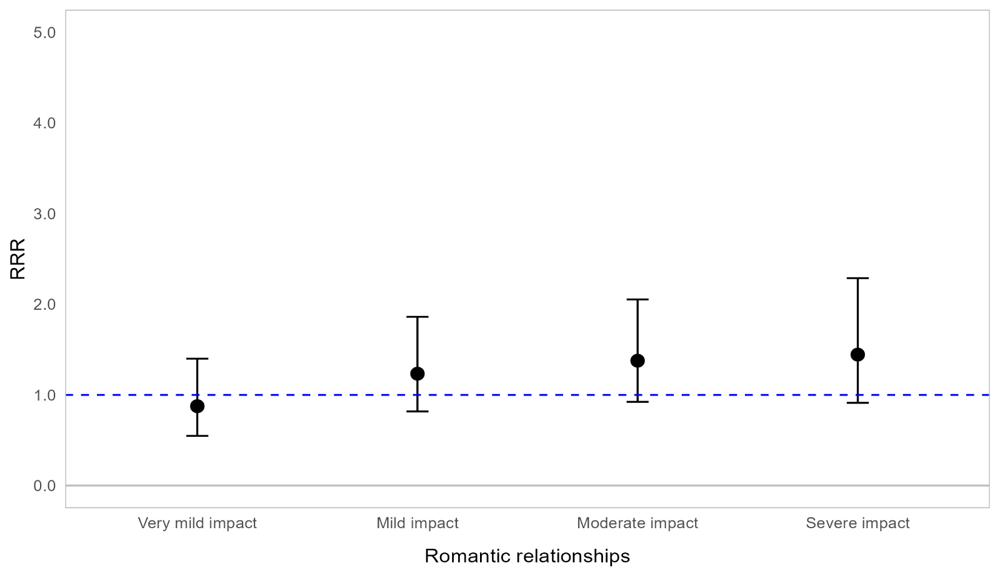 5.0
4.0
3.0
2.0
1.0
0.0
RRR
Very mild impact Mild impact Moderate impact Severe impact
Romantic relationships